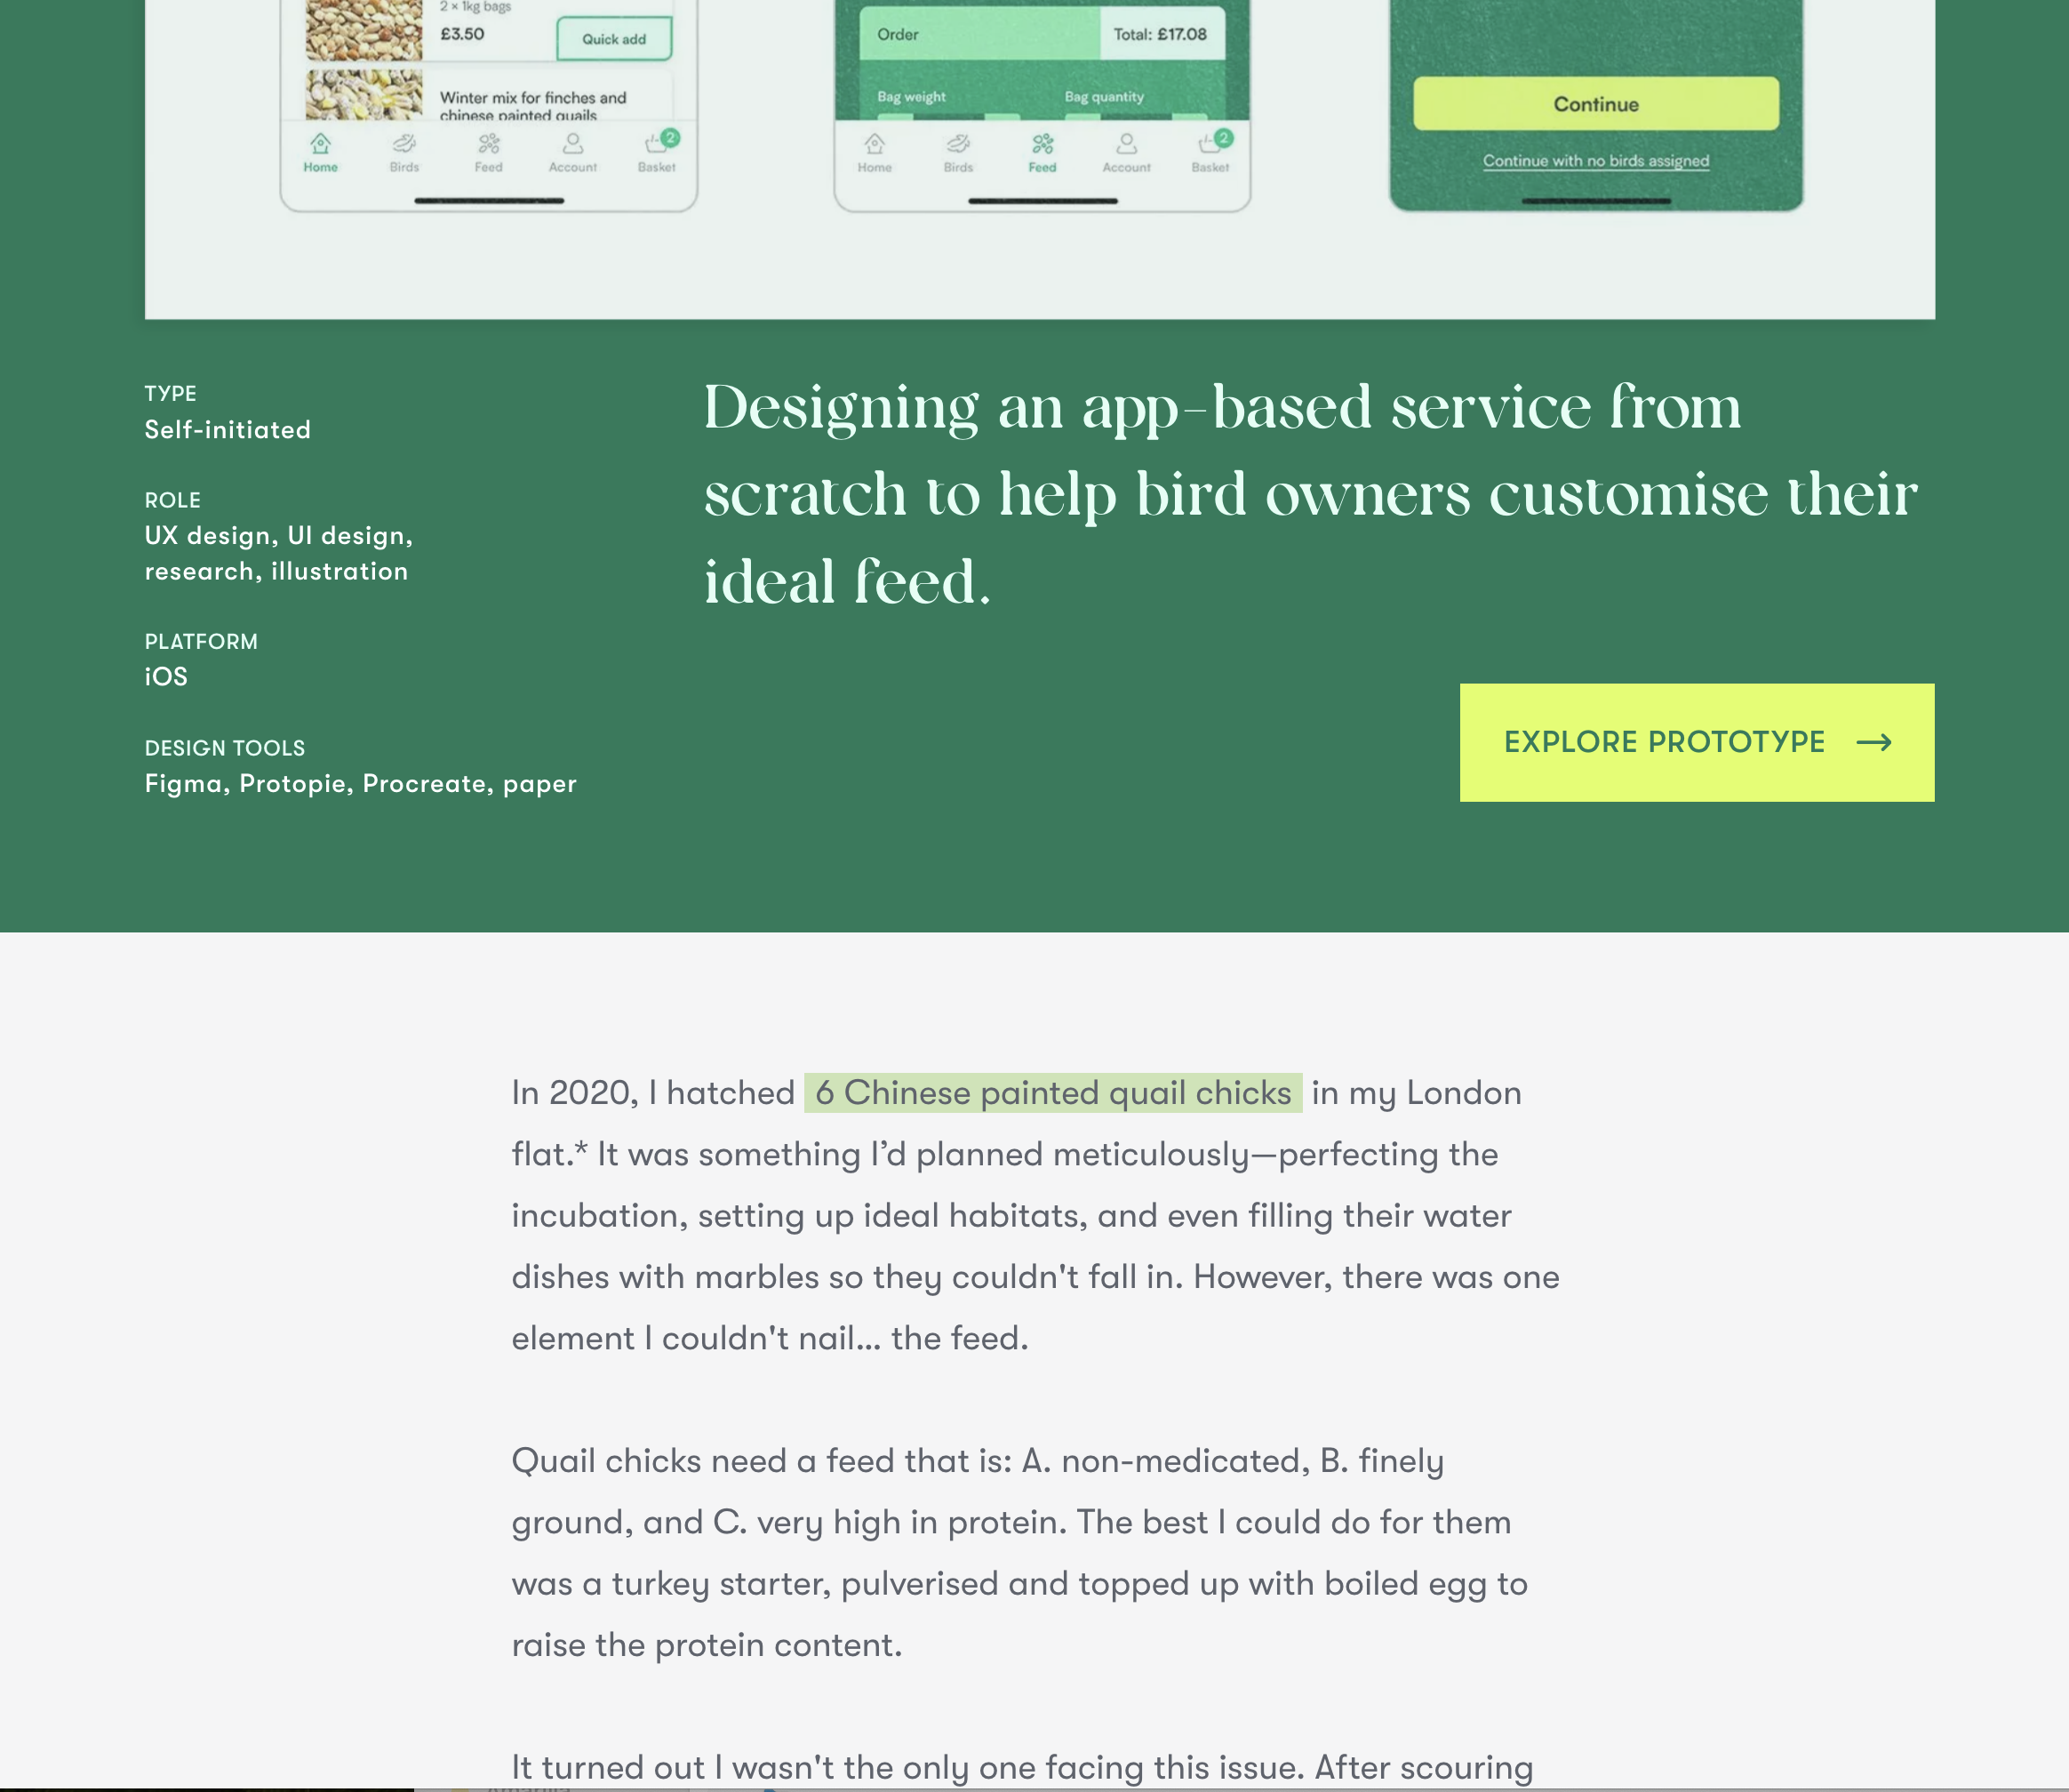 2 × 1kg bags
£3.50
Quick add
Winter mix for finches and
chinese painted quails
Home
Birds
Feed
Account
2
Basket
Order
Total: £17.08
Bag weight
Bag quantity
Home
Birds
Feed
Account
2
Basket
Continue
Continue with no birds assigned
TYPE
Self-initiated
ROLE
UX design, UI design,
research, illustration
PLATFORM
iOS
DESIGN TOOLS
Figma, Protopie, Procreate, paper
Designing an app-based service from
scratch to help bird owners customise their
ideal feed.
EXPLORE PROTOTYPE →
In 2020, I hatched 6 Chinese painted quail chicks in my London
flat.* It was something I’d planned meticulously—perfecting the
incubation, setting up ideal habitats, and even filling their water
dishes with marbles so they couldn't fall in. However, there was one
element I couldn't nail... the feed.
Quail chicks need a feed that is: A. non-medicated, B. finely
ground, and C. very high in protein. The best I could do for them
was a turkey starter, pulverised and topped up with boiled egg to
raise the protein content.
It turned out I wasn't the only one facing this issue. After scouring